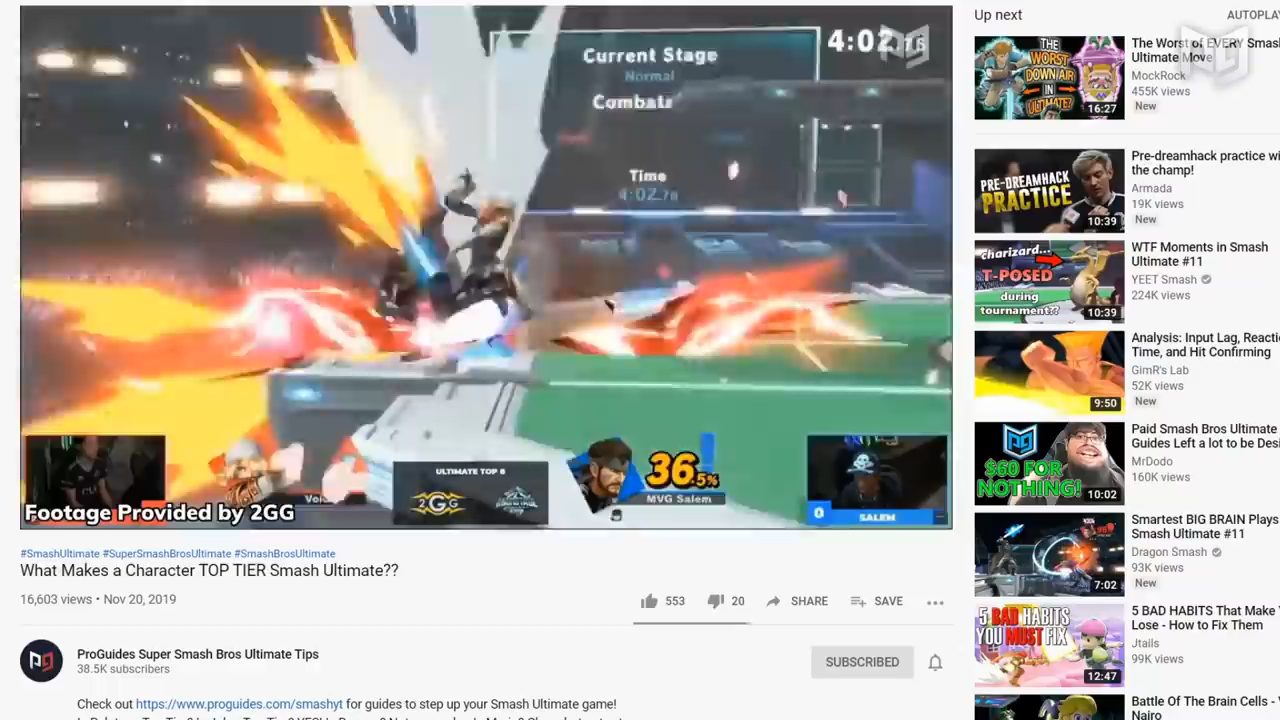 Current Stage
Normal
4:02.76
Time
4:02.76
ULTIMATE TOP 8
2GG
36.5%
MVG Salem
0
SALEM
Footage Provided by 2GG
#SmashUltimate #SuperSmashBrosUltimate #SmashBrosUltimate
What Makes a Character TOP TIER Smash Ultimate??
16,603 views • Nov 20, 2019
553
20
SHARE
SAVE
ProGuides Super Smash Bros Ultimate Tips
38.5K subscribers
SUBSCRIBED
Check out https://www.proguides.com/smashyt for guides to step up your Smash Ultimate game!
Up next
AUTOPLAY
THE
WORST
DOWN AIR
IN
ULTIMATE?
16:27
The Worst of EVERY Smash
Ultimate Move
MockRock
455K views
New
PRE-DREAMHACK
PRACTICE
10:39
Pre-dreamhack practice wi
the champ!
Armada
19K views
New
charizard...
T-POSED
during
tournament??
10:39
WTF Moments in Smash
Ultimate #11
YEET Smash
224K views
9:50
Analysis: Input Lag, Reactio
Time, and Hit Confirming
GimR's Lab
52K views
New
PG
$60 FOR
NOTHING!
10:02
Paid Smash Bros Ultimate
Guides Left a lot to be Desi
MrDodo
160K views
7:02
Smartest BIG BRAIN Plays
Smash Ultimate #11
Dragon Smash
93K views
New
5 BAD HABITS
YOU MUST FIX
12:47
5 BAD HABITS That Make Y
Lose - How to Fix Them
Jtails
99K views
Battle Of The Brain Cells -
Nairo